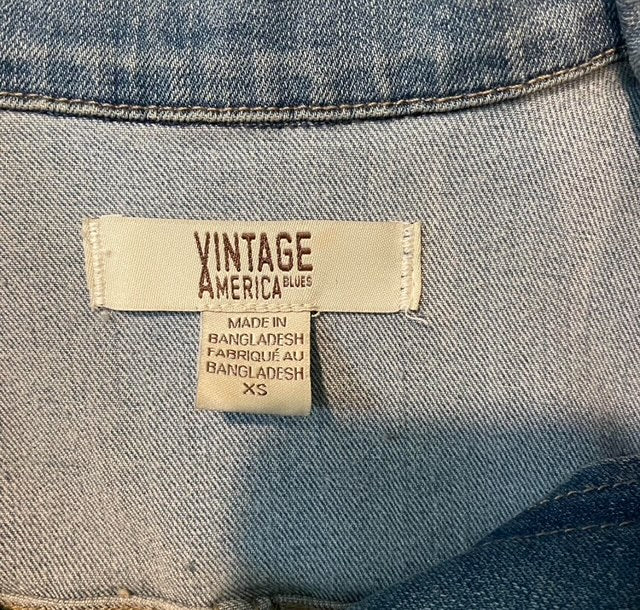 VINTAGE
AMERICA BLUES
MADE IN
BANGLADESH
FABRIQUÉ AU
BANGLADESH
XS